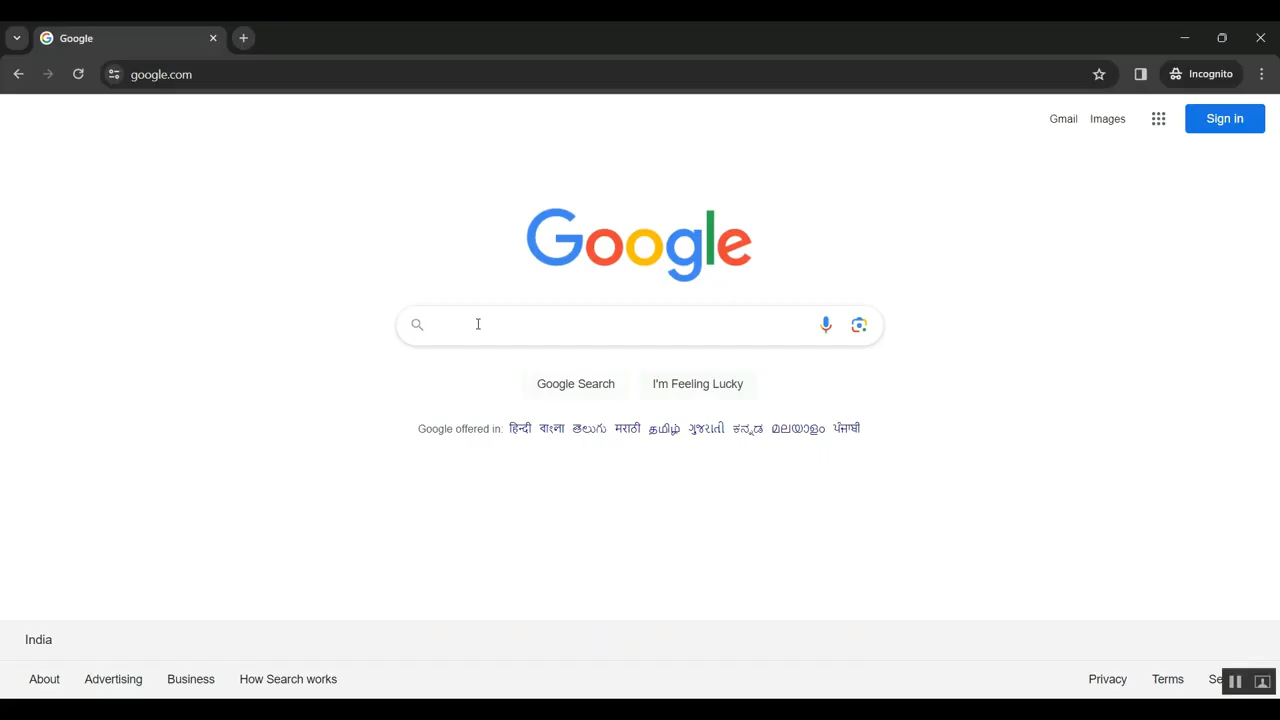 Google
google.com
Incognito
Gmail Images Sign in
Google
Google Search I'm Feeling Lucky
Google offered in: हिन्दी বাংলা తెలుగు मराठी தமிழ் ગુજરાતી ಕನ್ನಡ മലയാളം ਪੰਜਾਬੀ
India
About Advertising Business How Search works Privacy Terms Se